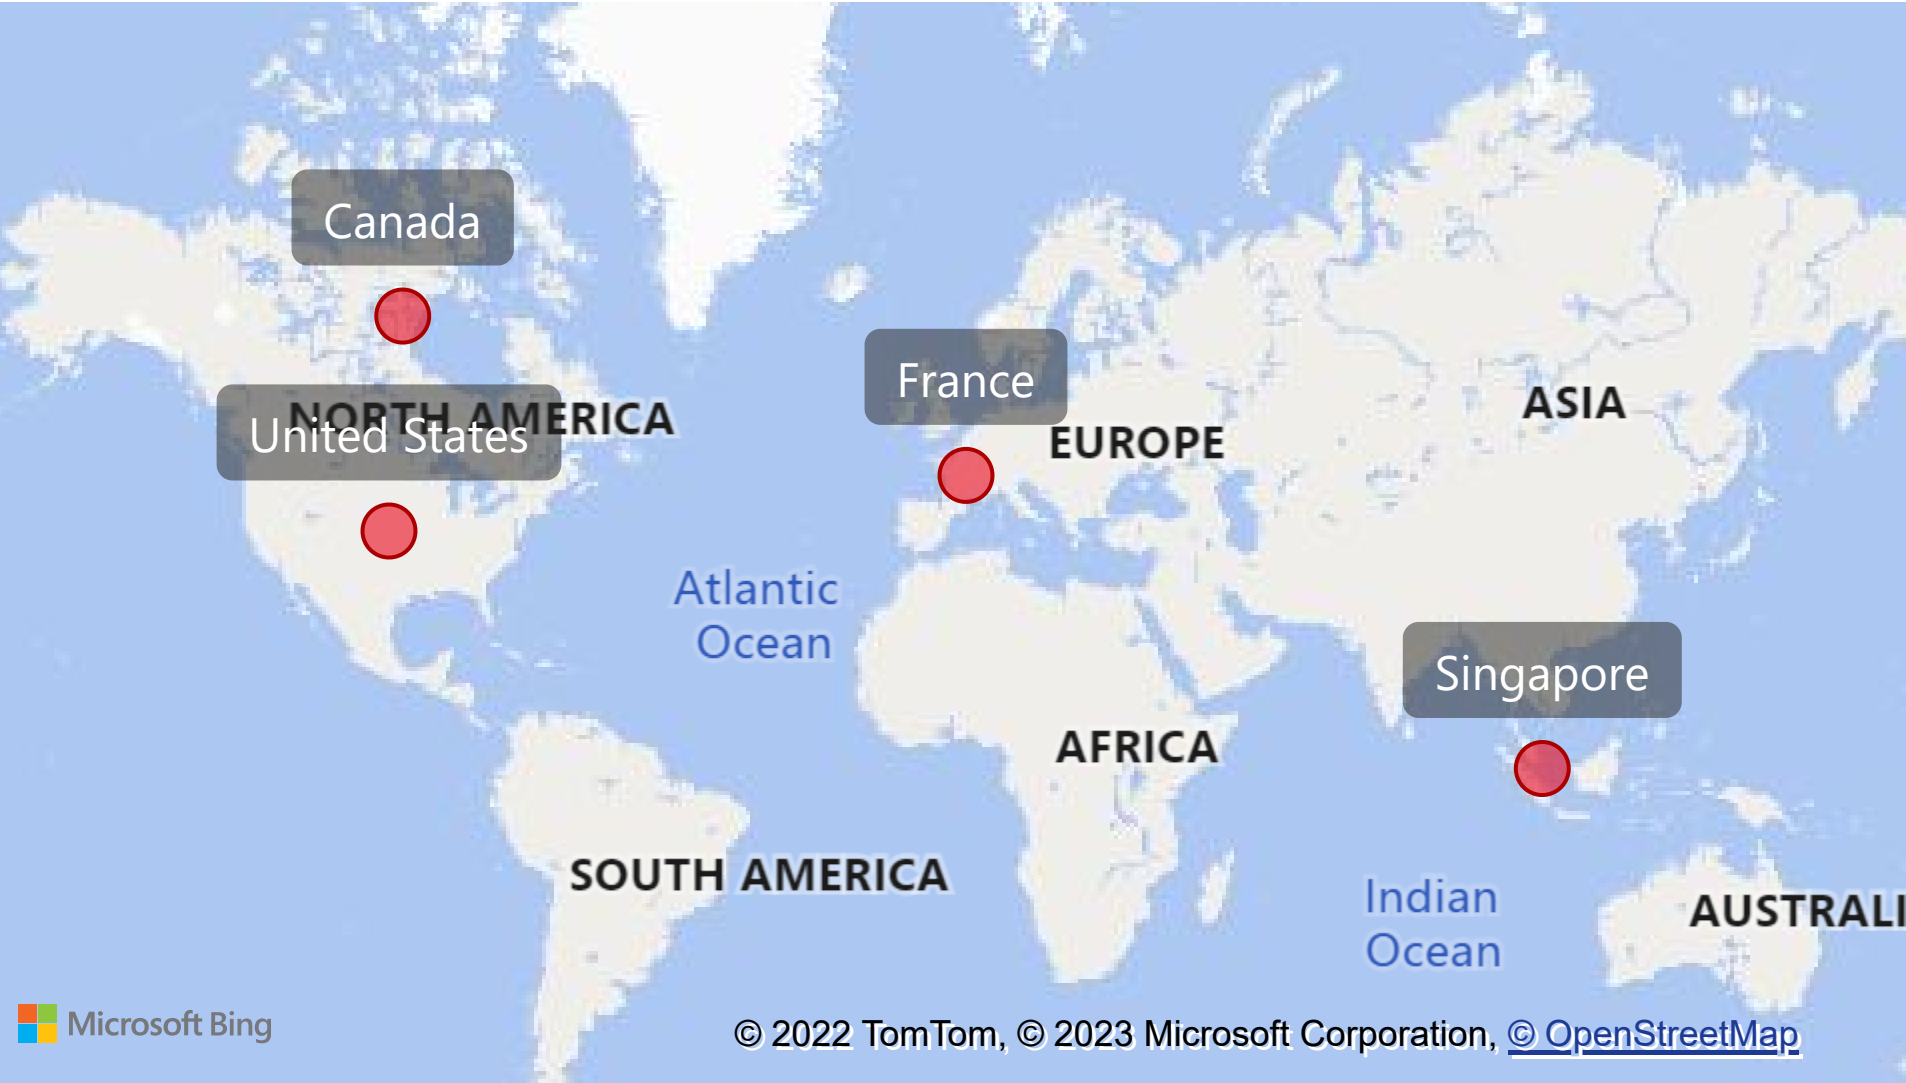 Canada
NORTH AMERICA
United States
France
EUROPE
ASIA
Atlantic
Ocean
Singapore
AFRICA
SOUTH AMERICA
Indian
Ocean
AUSTRALI
Microsoft Bing
© 2022 TomTom, © 2023 Microsoft Corporation, © OpenStreetMap